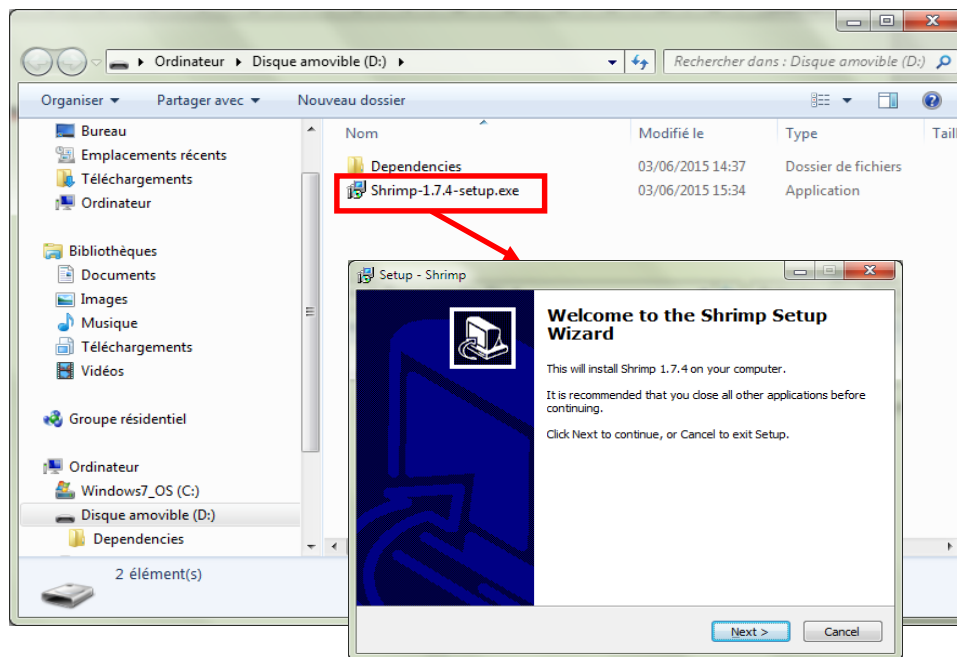 Ordinateur Disque amovible (D:)
Rechercher dans : Disque amovible (D:)
Organiser Partager avec Nouveau dossier
Bureau
Emplacements récents
Téléchargements
Ordinateur
Bibliothèques
Documents
Images
Musique
Téléchargements
Vidéos
Groupe résidentiel
Ordinateur
Windows7_OS (C:)
Disque amovible (D:)
Dependencies
Nom Modifié le Type Taill
Dependencies 03/06/2015 14:37 Dossier de fichiers
Shrimp-1.7.4-setup.exe 03/06/2015 15:34 Application
2 élément(s)
Setup - Shrimp
Welcome to the Shrimp Setup
Wizard
This will install Shrimp 1.7.4 on your computer.
It is recommended that you close all other applications before
continuing.
Click Next to continue, or Cancel to exit Setup.
Next > Cancel